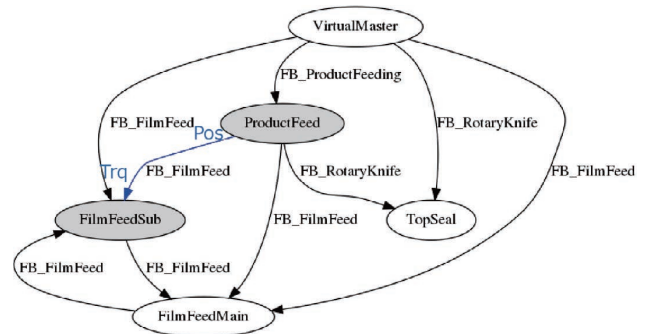 VirtualMaster
FB_ProductFeeding
FB_FilmFeed
ProductFeed
FB_RotaryKnife
Pos
Trq
FB_FilmFeed
FB_RotaryKnife
FB_FilmFeed
FilmFeedSub
FB_FilmFeed
TopSeal
FB_FilmFeed
FB_FilmFeed
FilmFeedMain